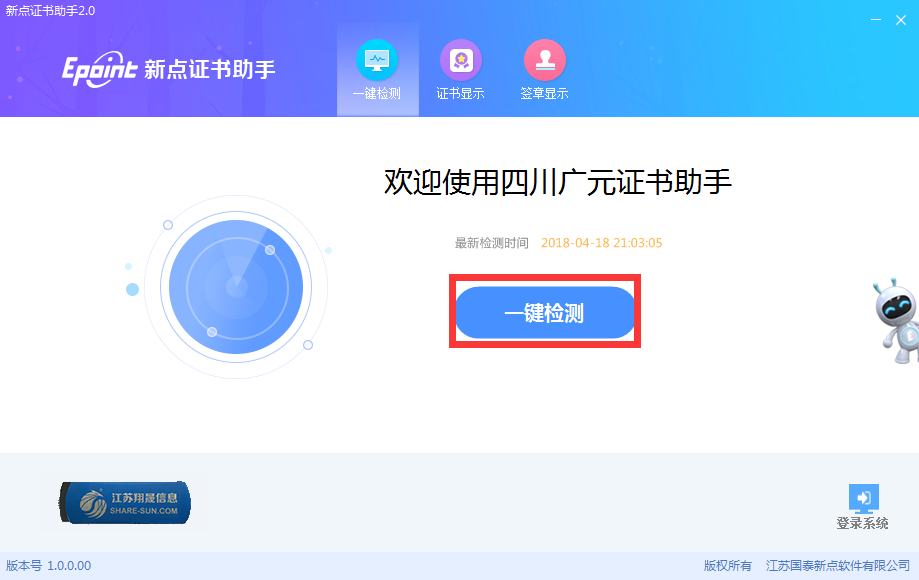 新点证书助手2.0
Epoint 新点证书助手
一键检测
证书显示
签章显示
欢迎使用四川广元证书助手
最新检测时间 2018-04-18 21:03:05
一键检测
江苏翔晟信息
SHARE-SUN.COM
登录系统
版本号 1.0.0.00
版权所有 江苏国泰新点软件有限公司